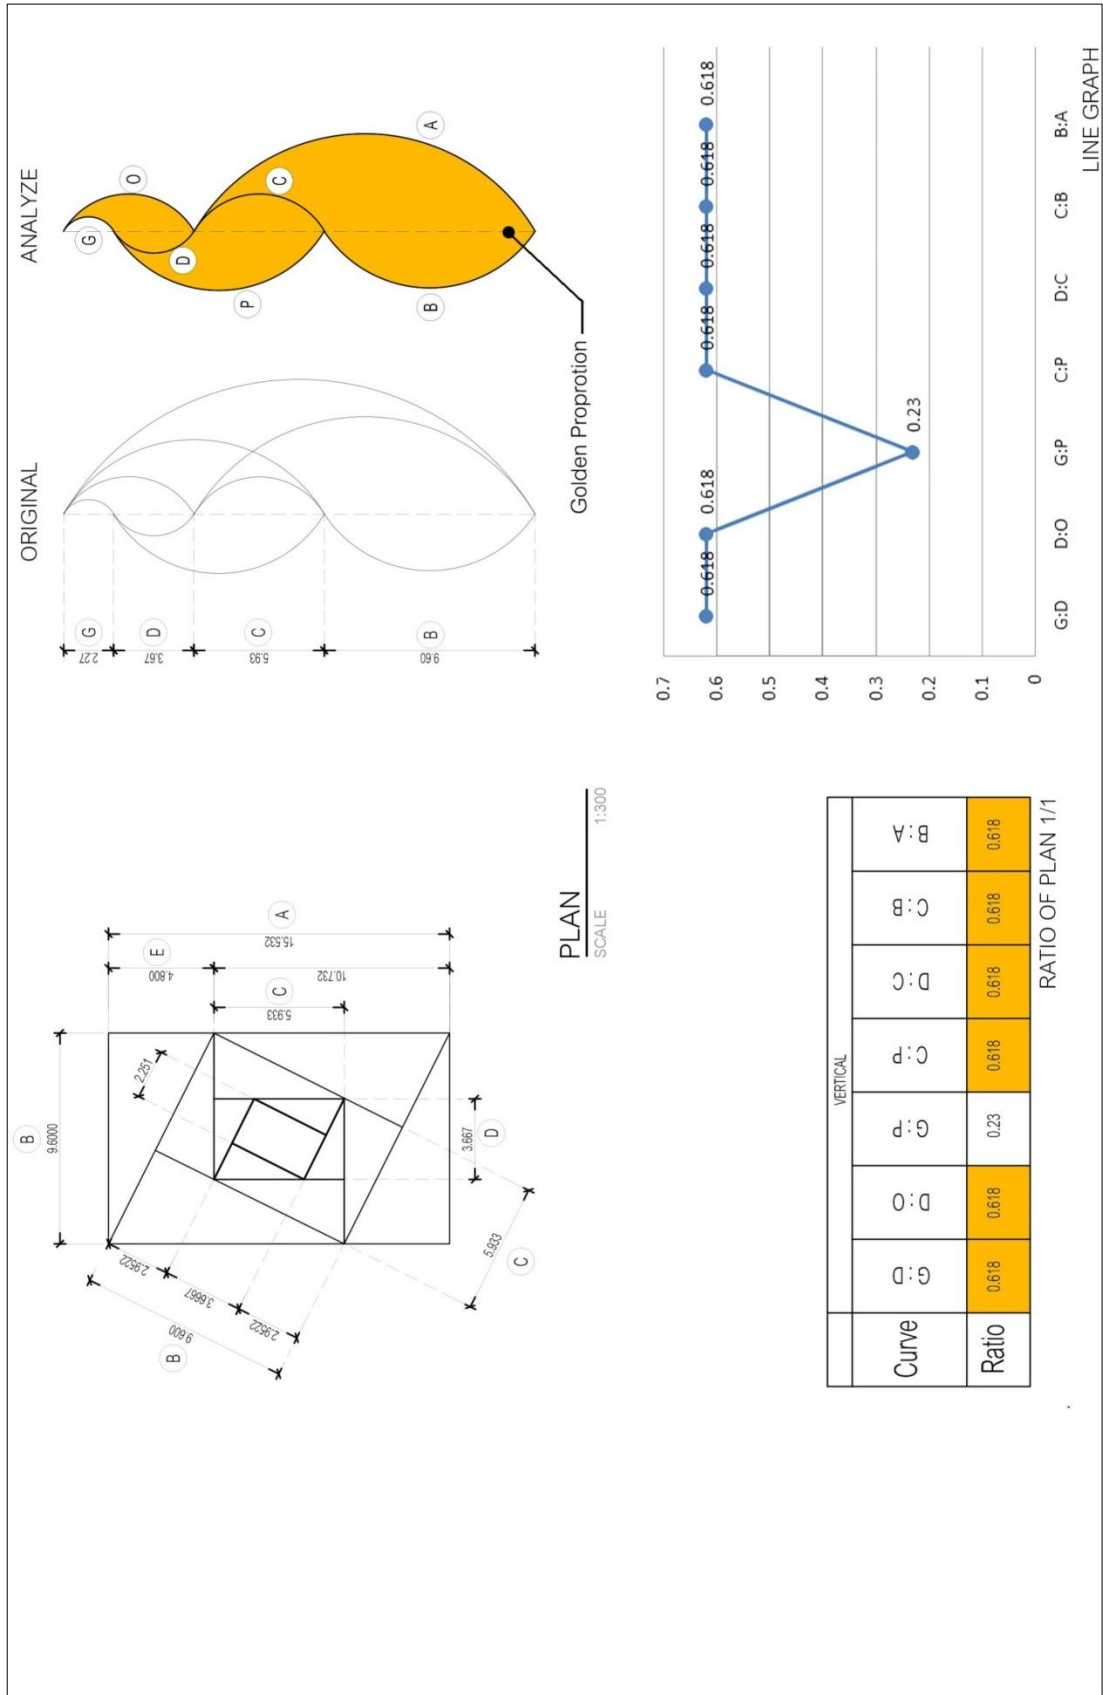 PLAN
SCALE 1:300
B
9.6000
A
15.532
E
4.800
10.732
C
5.933
2.251
3.667
D
5.933
C
2.9522
3.6667
2.9522
9.600
B
ORIGINAL
G
2.27
D
3.67
C
5.93
B
9.60
ANALYZE
G
O
D
P
C
B
A
Golden Proprotion
VERTICAL
Curve G:D D:O G:P C:P D:C C:B B:A
Ratio 0.618 0.618 0.23 0.618 0.618 0.618 0.618
RATIO OF PLAN 1/1
0.7
0.6
0.5
0.4
0.3
0.2
0.1
0
0.618 0.618 0.23 0.618 0.618 0.618 0.618
G:D D:O G:P C:P D:C C:B B:A
LINE GRAPH